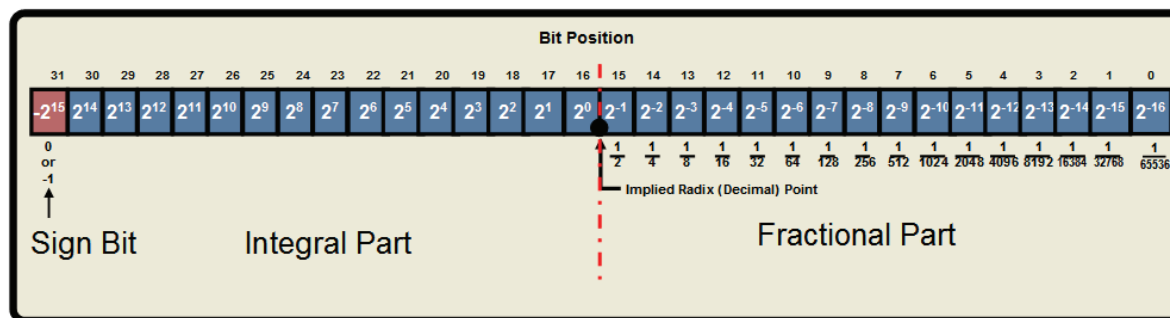 Bit Position
31 30 29 28 27 26 25 24 23 22 21 20 19 18 17 16 15 14 13 12 11 10 9 8 7 6 5 4 3 2 1 0
-2¹⁵ 2¹⁴ 2¹³ 2¹² 2¹¹ 2¹⁰ 2⁹ 2⁸ 2⁷ 2⁶ 2⁵ 2⁴ 2³ 2² 2¹ 2⁰ 2⁻¹ 2⁻² 2⁻³ 2⁻⁴ 2⁻⁵ 2⁻⁶ 2⁻⁷ 2⁻⁸ 2⁻⁹ 2⁻¹⁰ 2⁻¹¹ 2⁻¹² 2⁻¹³ 2⁻¹⁴ 2⁻¹⁵ 2⁻¹⁶
0
or
-1
1/2 1/4 1/8 1/16 1/32 1/64 1/128 1/256 1/512 1/1024 1/2048 1/4096 1/8192 1/16384 1/32768 1/65536
Implied Radix (Decimal) Point
Sign Bit Integral Part Fractional Part